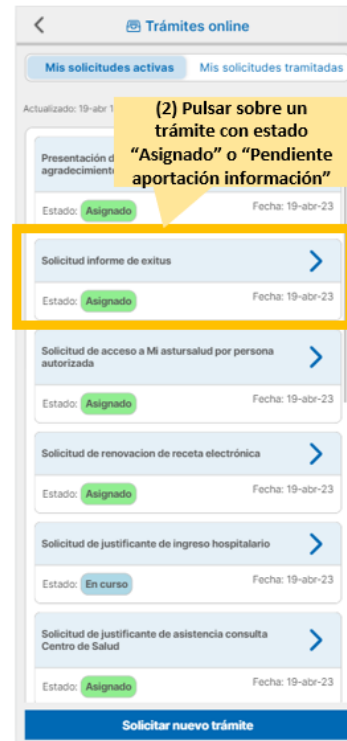 Trámites online
Mis solicitudes activas
Mis solicitudes tramitadas
Actualizado: 19-abr
(2) Pulsar sobre un
trámite con estado
“Asignado” o “Pendiente
aportación información”
Presentación
Estado: Asignado
Fecha: 19-abr-23
Solicitud informe de exitus
Estado: Asignado
Fecha: 19-abr-23
Solicitud de acceso a Mi astursalud por persona
autorizada
Estado: Asignado
Fecha: 19-abr-23
Solicitud de renovacion de receta electrónica
Estado: Asignado
Fecha: 19-abr-23
Solicitud de justificante de ingreso hospitalario
Estado: En curso
Fecha: 19-abr-23
Solicitud de justificante de asistencia consulta
Centro de Salud
Estado: Asignado
Fecha: 19-abr-23
Solicitar nuevo trámite